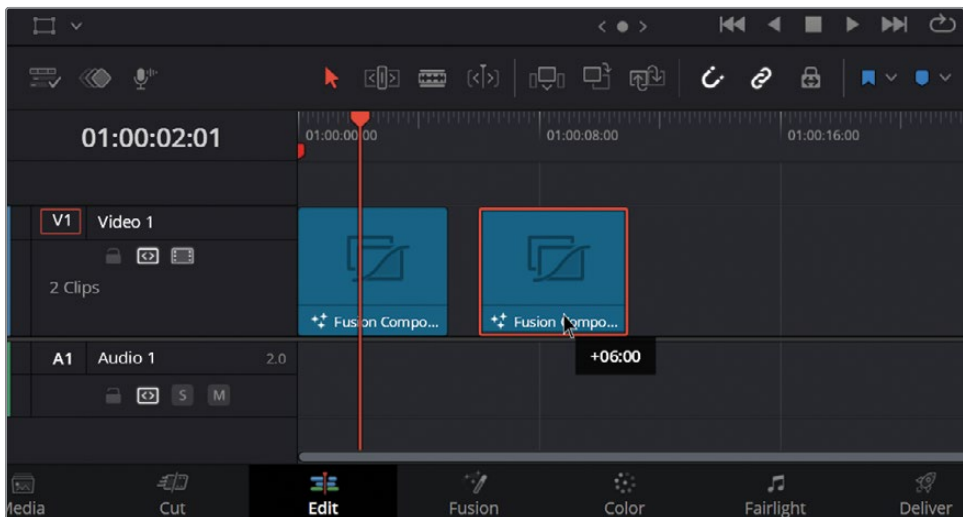 01:00:02:01
01:00:00:00
01:00:08:00
01:00:16:00
V1 Video 1
2 Clips
Fusion Compo...
Fusion Compo...
+06:00
A1 Audio 1 2.0
S M
Media Cut Edit Fusion Color Fairlight Deliver